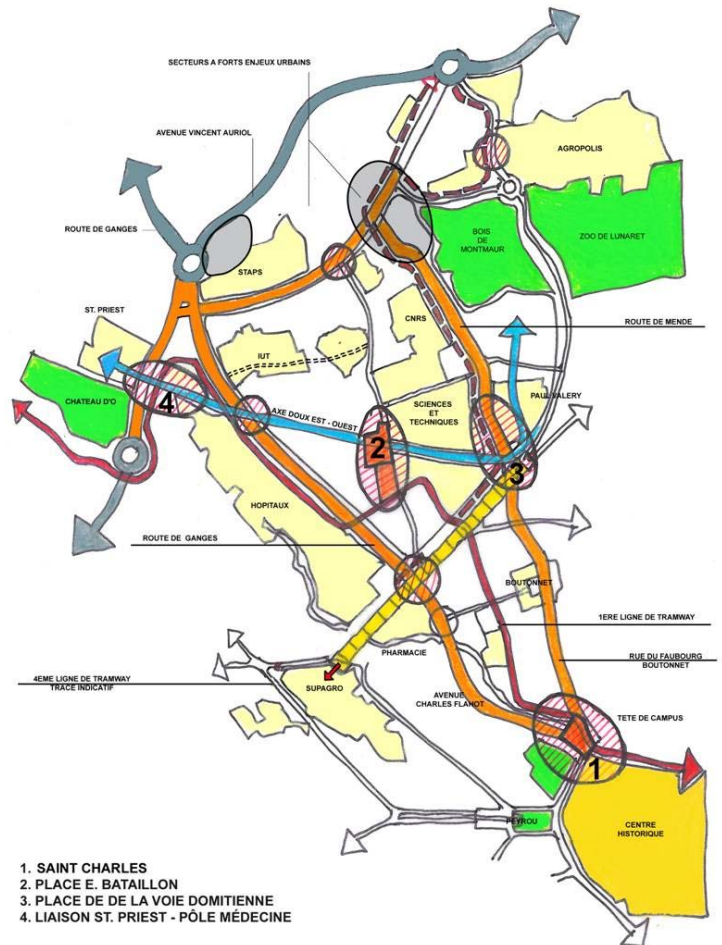 SECTEURS A FORTS ENJEUX URBAINS
AVENUE VINCENT AURIOL
AGROPOLIS
ROUTE DE GANGES
BOIS
DE
MONTMAUR
ZOO DE LUNARET
STAPS
ST. PRIEST
CNRS
ROUTE DE MENDE
IUT
CHATEAU D'O
4
AXE DOUX EST - OUEST
SCIENCES
ET
TECHNIQUES
PAUL VALERY
2
3
HOPITAUX
ROUTE DE GANGES
BOUTONNET
1ERE LIGNE DE TRAMWAY
PHARMACIE
RUE DU FAUBOURG
BOUTONNET
4EME LIGNE DE TRAMWAY
TRACE INDICATIF
SUPAGRO
AVENUE
CHARLES FLAHOT
TETE DE CAMPUS
1
PEYROU
CENTRE
HISTORIQUE
1. SAINT CHARLES
2. PLACE E. BATAILLON
3. PLACE DE DE LA VOIE DOMITIENNE
4. LIAISON ST. PRIEST - PÔLE MÉDECINE